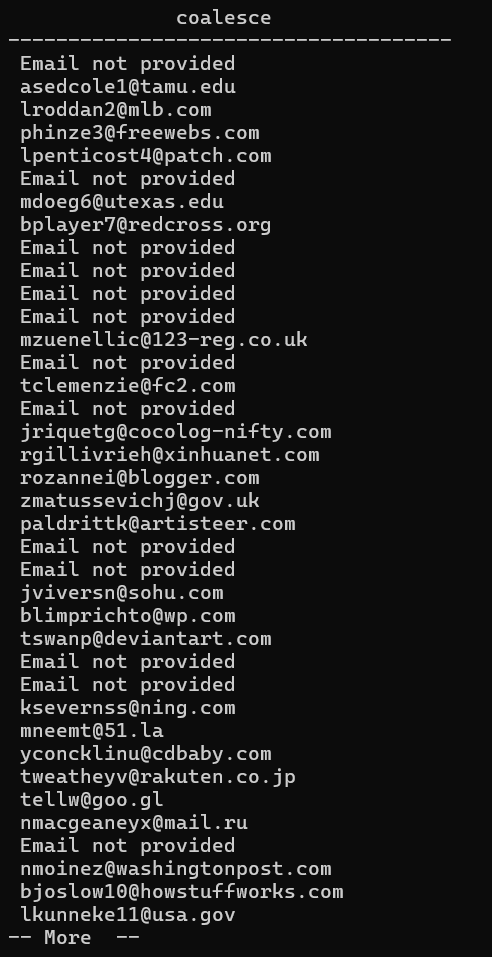 coalesce
-------------------------------------
Email not provided
asedcole1@tamu.edu
lroddan2@mlb.com
phinze3@freewebs.com
lpenticost4@patch.com
Email not provided
mdoeg6@utexas.edu
bplayer7@redcross.org
Email not provided
Email not provided
Email not provided
Email not provided
mzuenellic@123-reg.co.uk
Email not provided
tclemenzie@fc2.com
Email not provided
jriquetg@cocolog-nifty.com
rgillivrieh@xinhuanet.com
rozannei@blogger.com
zmatussevichj@gov.uk
paldrittk@artisteer.com
Email not provided
Email not provided
jviversn@sohu.com
blimprichto@wp.com
tswanp@deviantart.com
Email not provided
Email not provided
ksevernss@ning.com
mneemt@51.la
yconcklinu@cdbaby.com
tweatheyv@rakuten.co.jp
tellw@goo.gl
nmacgeaneyx@mail.ru
Email not provided
nmoinez@washingtonpost.com
bjoslow10@howstuffworks.com
lkunneke11@usa.gov
-- More  --